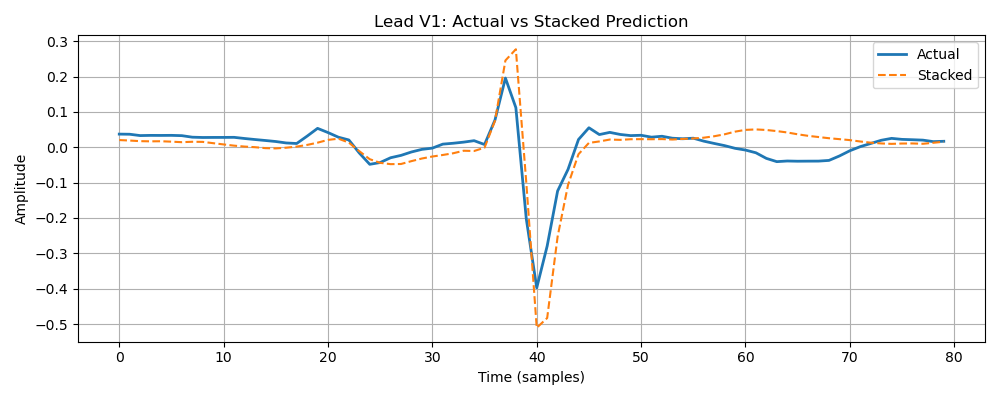 Lead V1: Actual vs Stacked Prediction
Actual
Stacked
Amplitude
0.3
0.2
0.1
0.0
−0.1
−0.2
−0.3
−0.4
−0.5
0 10 20 30 40 50 60 70 80
Time (samples)